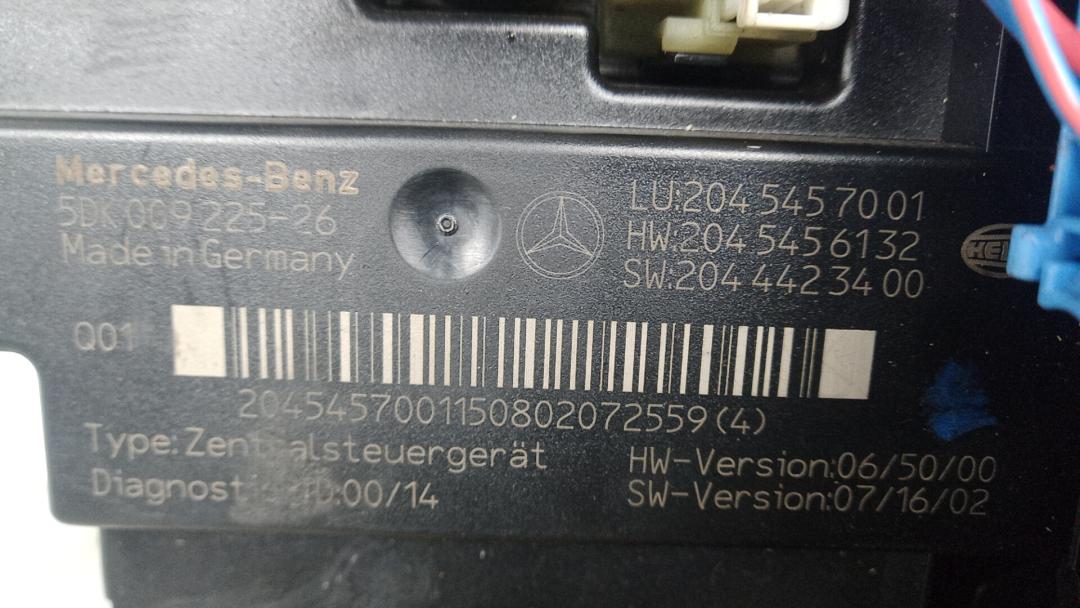 Mercedes-Benz
5DK 009 225-26
Made in Germany
LU:204 545 70 01
HW:204 545 61 32
SW:204 442 34 00
Q01
2045457001150802072559(4)
Type: Zentralsteuergerät
00/14
HW-Version:06/50/00
SW-Version:07/16/02